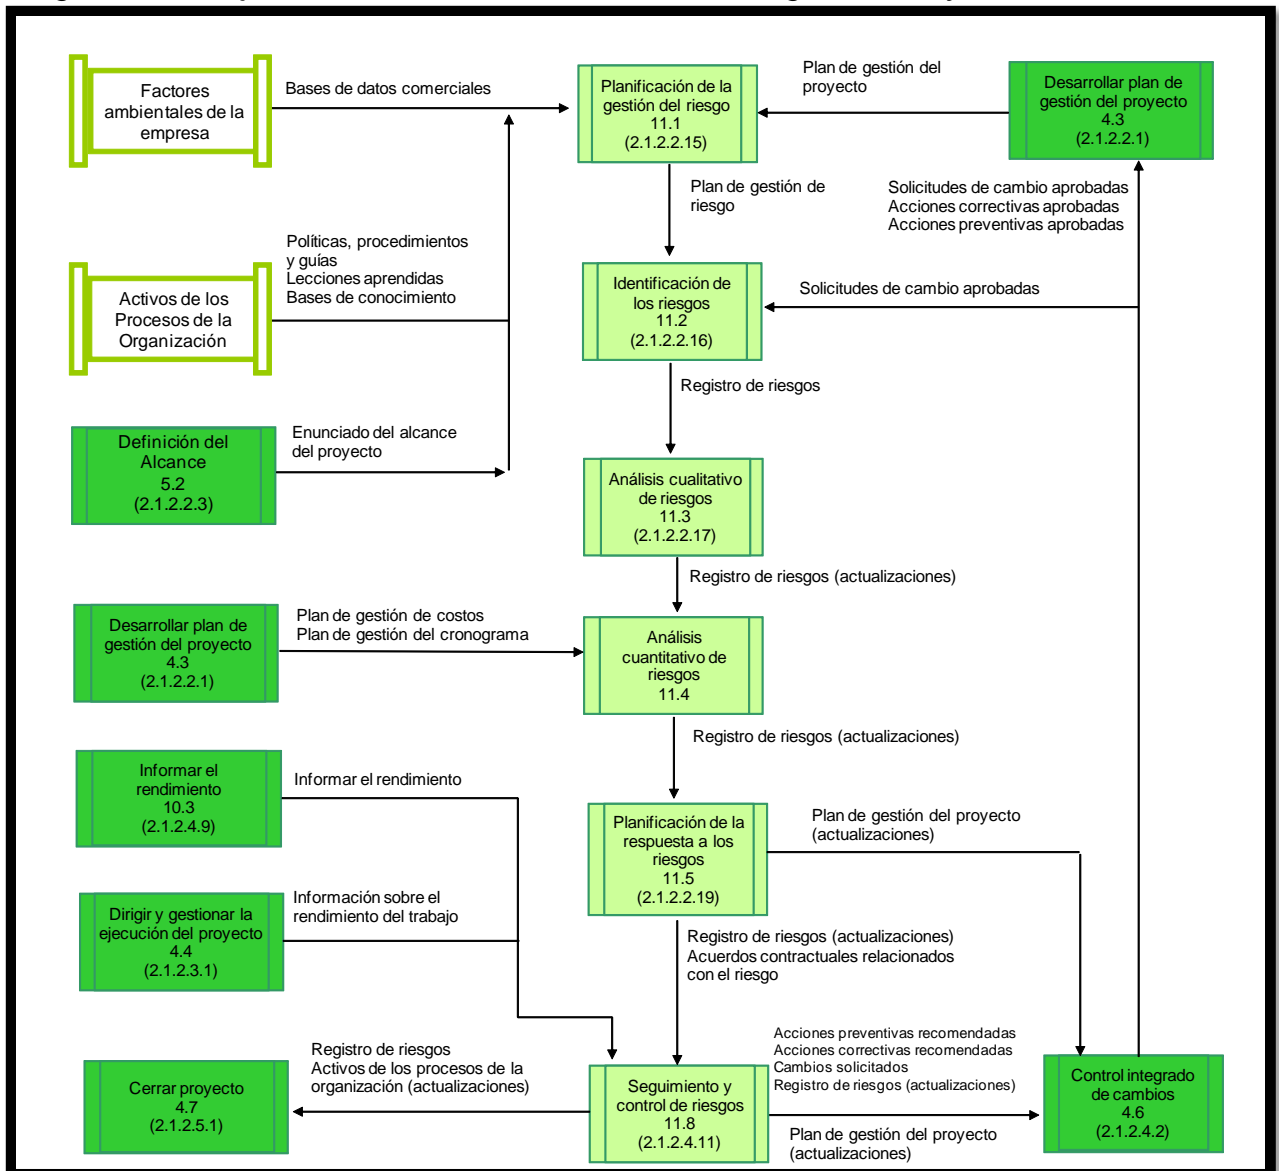 Factores
ambientales de la
empresa
Bases de datos comerciales
Planificación de la
gestión del riesgo
11.1
(2.1.2.2.15)
Plan de gestión del
proyecto
Desarrollar plan de
gestión del proyecto
4.3
(2.1.2.2.1)
Plan de gestión de
riesgo
Solicitudes de cambio aprobadas
Acciones correctivas aprobadas
Acciones preventivas aprobadas
Políticas, procedimientos
y guías
Lecciones aprendidas
Bases de conocimiento
Activos de los
Procesos de la
Organización
Identificación de
los riesgos
11.2
(2.1.2.2.16)
Solicitudes de cambio aprobadas
Registro de riesgos
Definición del
Alcance
5.2
(2.1.2.2.3)
Enunciado del alcance
del proyecto
Análisis cualitativo
de riesgos
11.3
(2.1.2.2.17)
Registro de riesgos (actualizaciones)
Desarrollar plan de
gestión del proyecto
4.3
(2.1.2.2.1)
Plan de gestión de costos
Plan de gestión del cronograma
Análisis
cuantitativo de
riesgos
11.4
Registro de riesgos (actualizaciones)
Informar el
rendimiento
10.3
(2.1.2.4.9)
Informar el rendimiento
Planificación de la
respuesta a los
riesgos
11.5
(2.1.2.2.19)
Plan de gestión del proyecto
(actualizaciones)
Dirigir y gestionar la
ejecución del proyecto
4.4
(2.1.2.3.1)
Información sobre el
rendimiento del trabajo
Registro de riesgos (actualizaciones)
Acuerdos contractuales relacionados
con el riesgo
Cerrar proyecto
4.7
(2.1.2.5.1)
Registro de riesgos
Activos de los procesos de la
organización (actualizaciones)
Seguimiento y
control de riesgos
11.8
(2.1.2.4.11)
Acciones preventivas recomendadas
Acciones correctivas recomendadas
Cambios solicitados
Registro de riesgos (actualizaciones)
Plan de gestión del proyecto
(actualizaciones)
Control integrado
de cambios
4.6
(2.1.2.4.2)